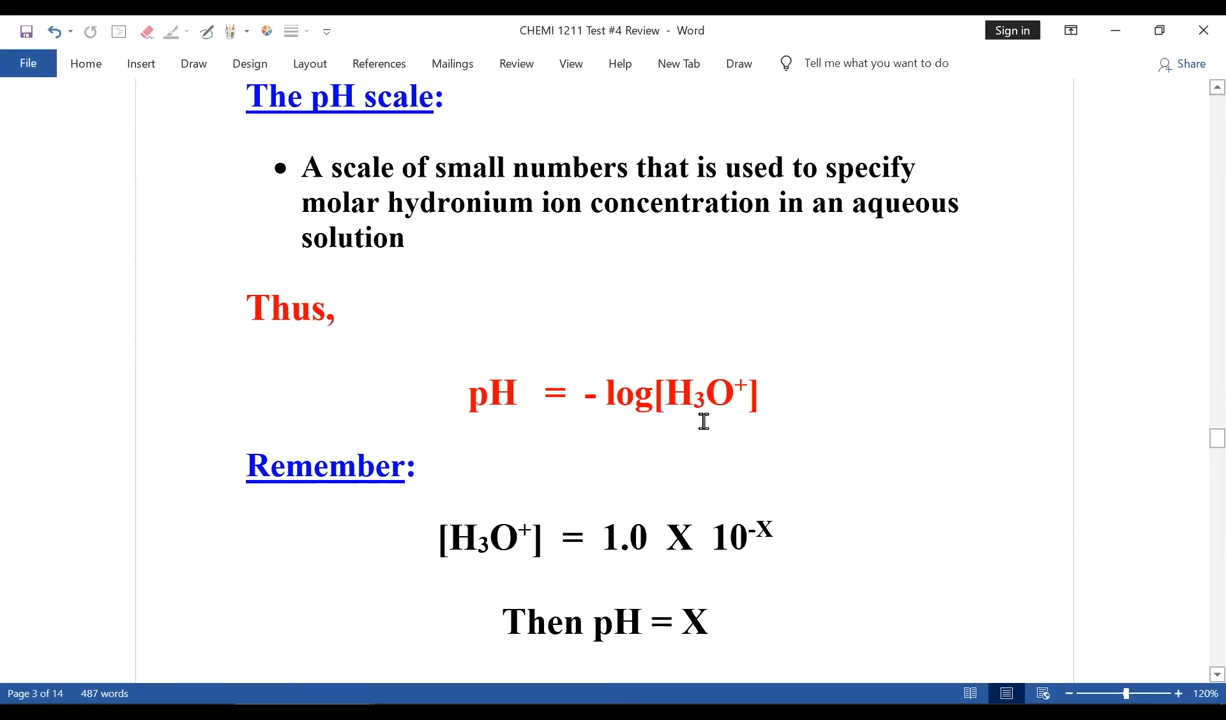 CHEMI 1211 Test #4 Review - Word
Sign in
File Home Insert Draw Design Layout References Mailings Review View Help New Tab Draw Tell me what you want to do Share
The pH scale:
• A scale of small numbers that is used to specify
molar hydronium ion concentration in an aqueous
solution
Thus,
pH = - log[H₃O⁺]
Remember:
[H₃O⁺] = 1.0 X 10⁻ˣ
Then pH = X
Page 3 of 14 487 words 120%